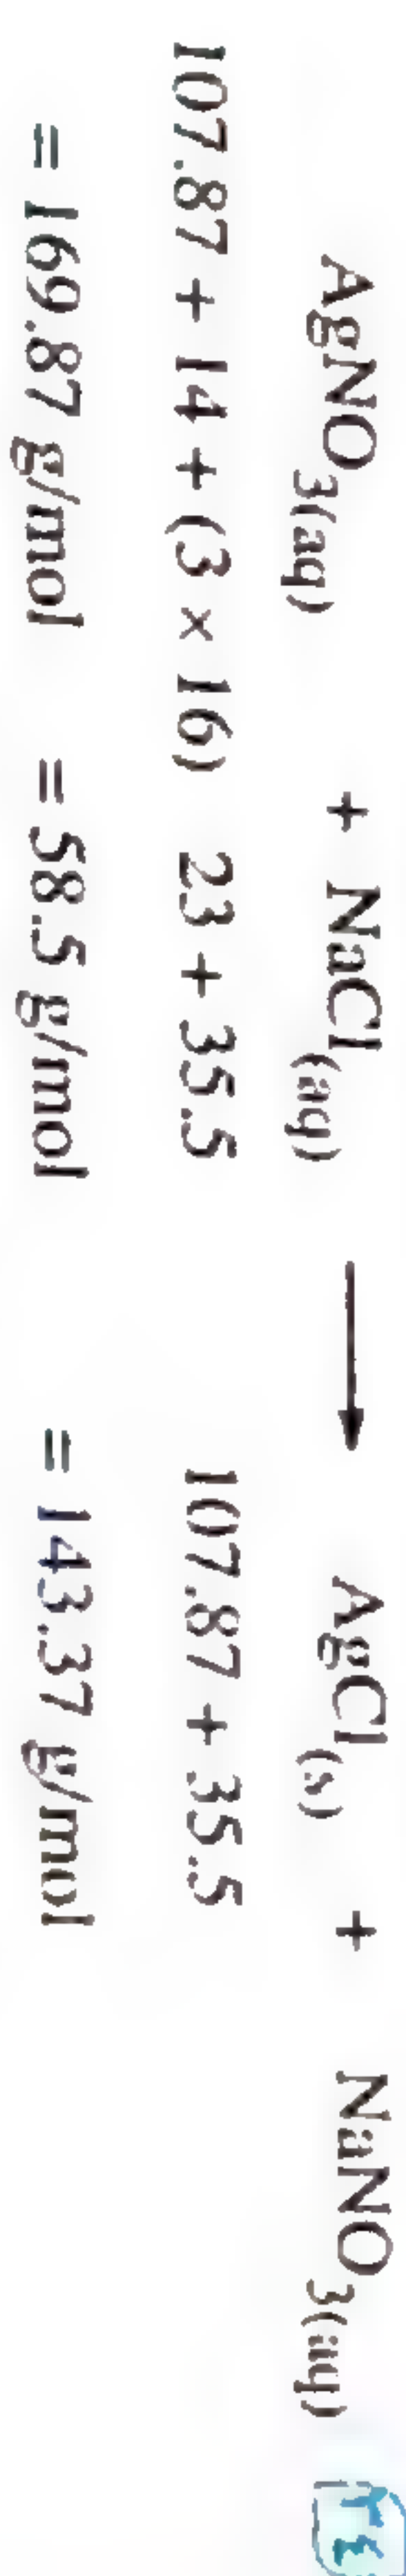 AgNO3(aq) + NaCl(aq) → AgCl(s) + NaNO3(aq)
107.87 + 14 + (3 × 16) 23 + 35.5 107.87 + 35.5
= 169.87 g/mol = 58.5 g/mol = 143.37 g/mol